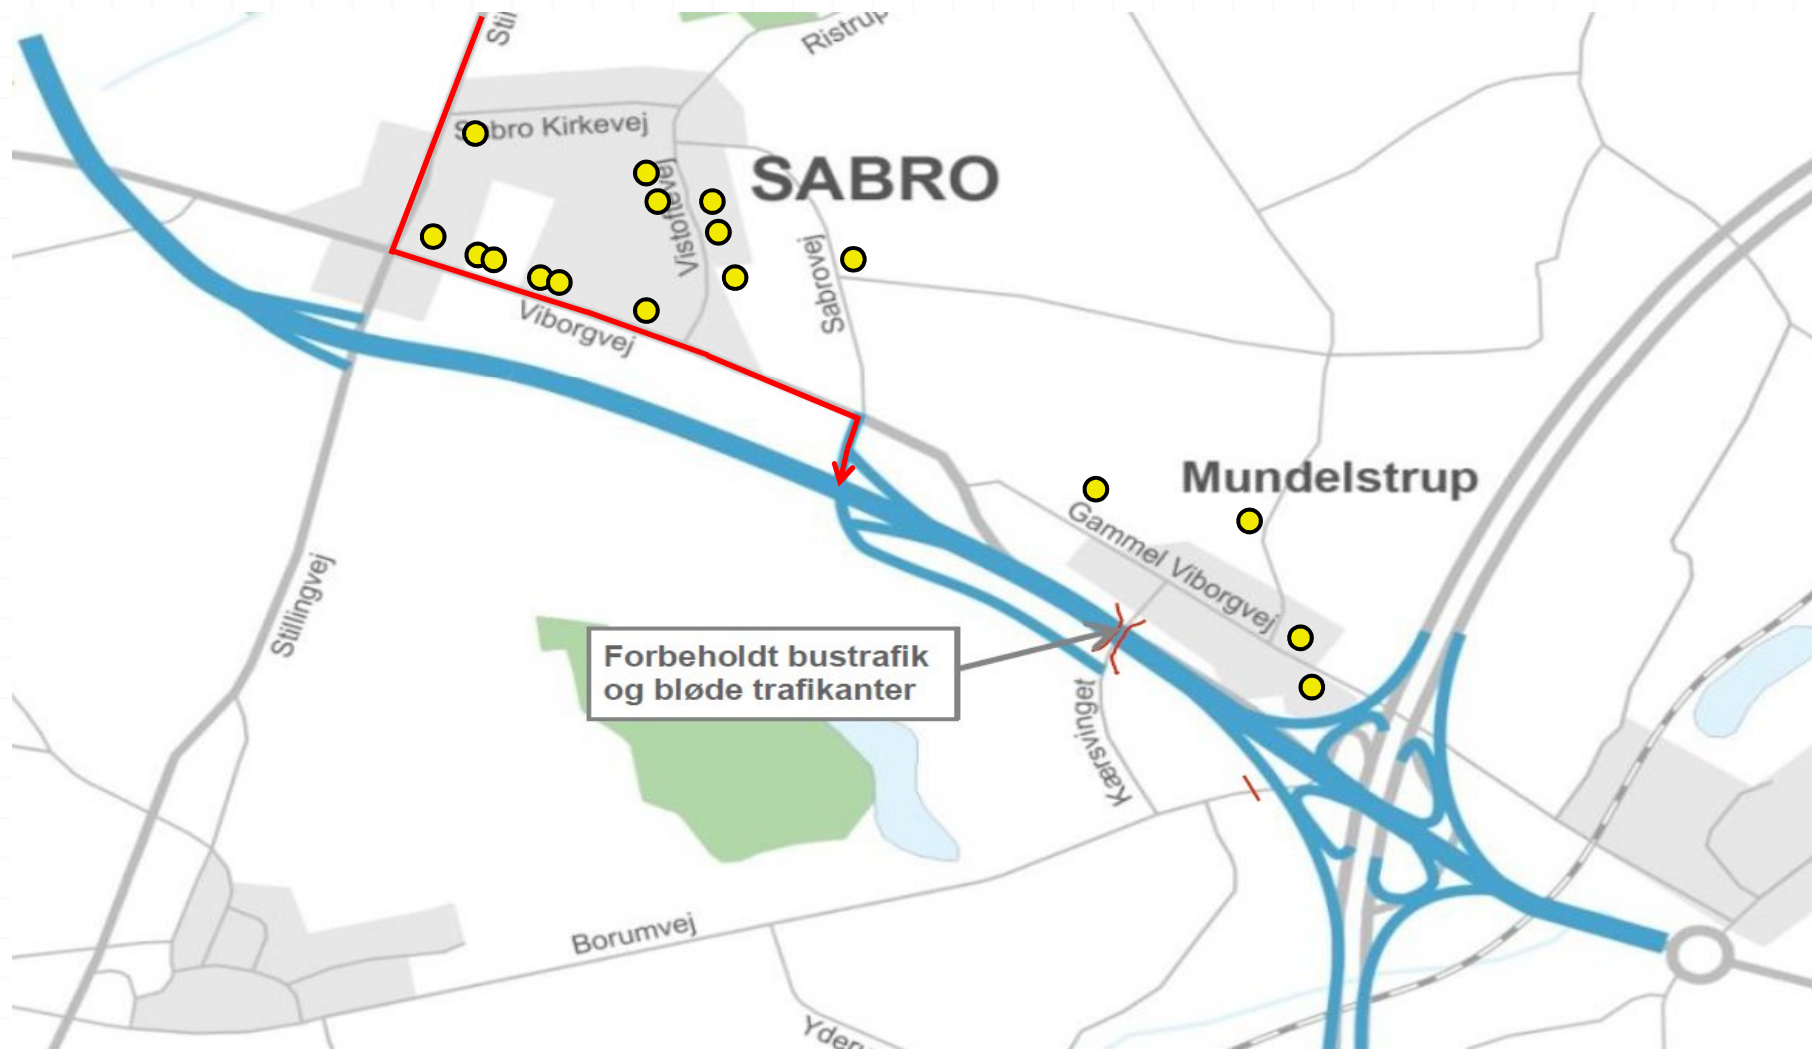 Ristrup
Sabro Kirkevej
SABRO
Vistoftevej
Sabrovej
Viborgvej
Mundelstrup
Gammel Viborgvej
Stillingvej
Forbeholdt bustrafik
og bløde trafikanter
Kærsvinget
Borumvej